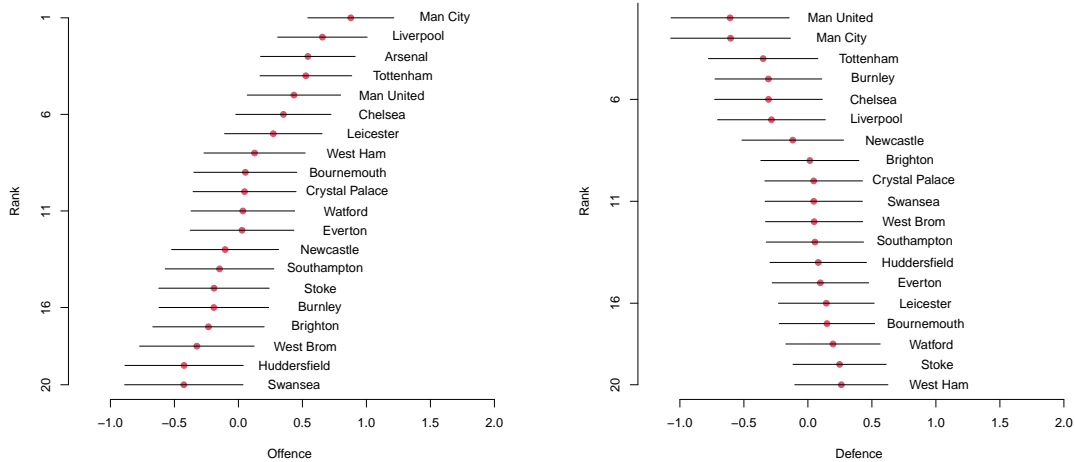 Man City
Liverpool
Arsenal
Tottenham
Man United
Chelsea
Leicester
West Ham
Bournemouth
Crystal Palace
Watford
Everton
Newcastle
Southampton
Stoke
Burnley
Brighton
West Brom
Huddersfield
Swansea
1
6
11
16
20
Rank
−1.0 −0.5 0.0 0.5 1.0 1.5 2.0
Offence
Man United
Man City
Tottenham
Burnley
Chelsea
Liverpool
Newcastle
Brighton
Crystal Palace
Swansea
West Brom
Southampton
Huddersfield
Everton
Leicester
Bournemouth
Watford
Stoke
West Ham
6
11
16
20
Rank
−1.0 −0.5 0.0 0.5 1.0 1.5 2.0
Defence